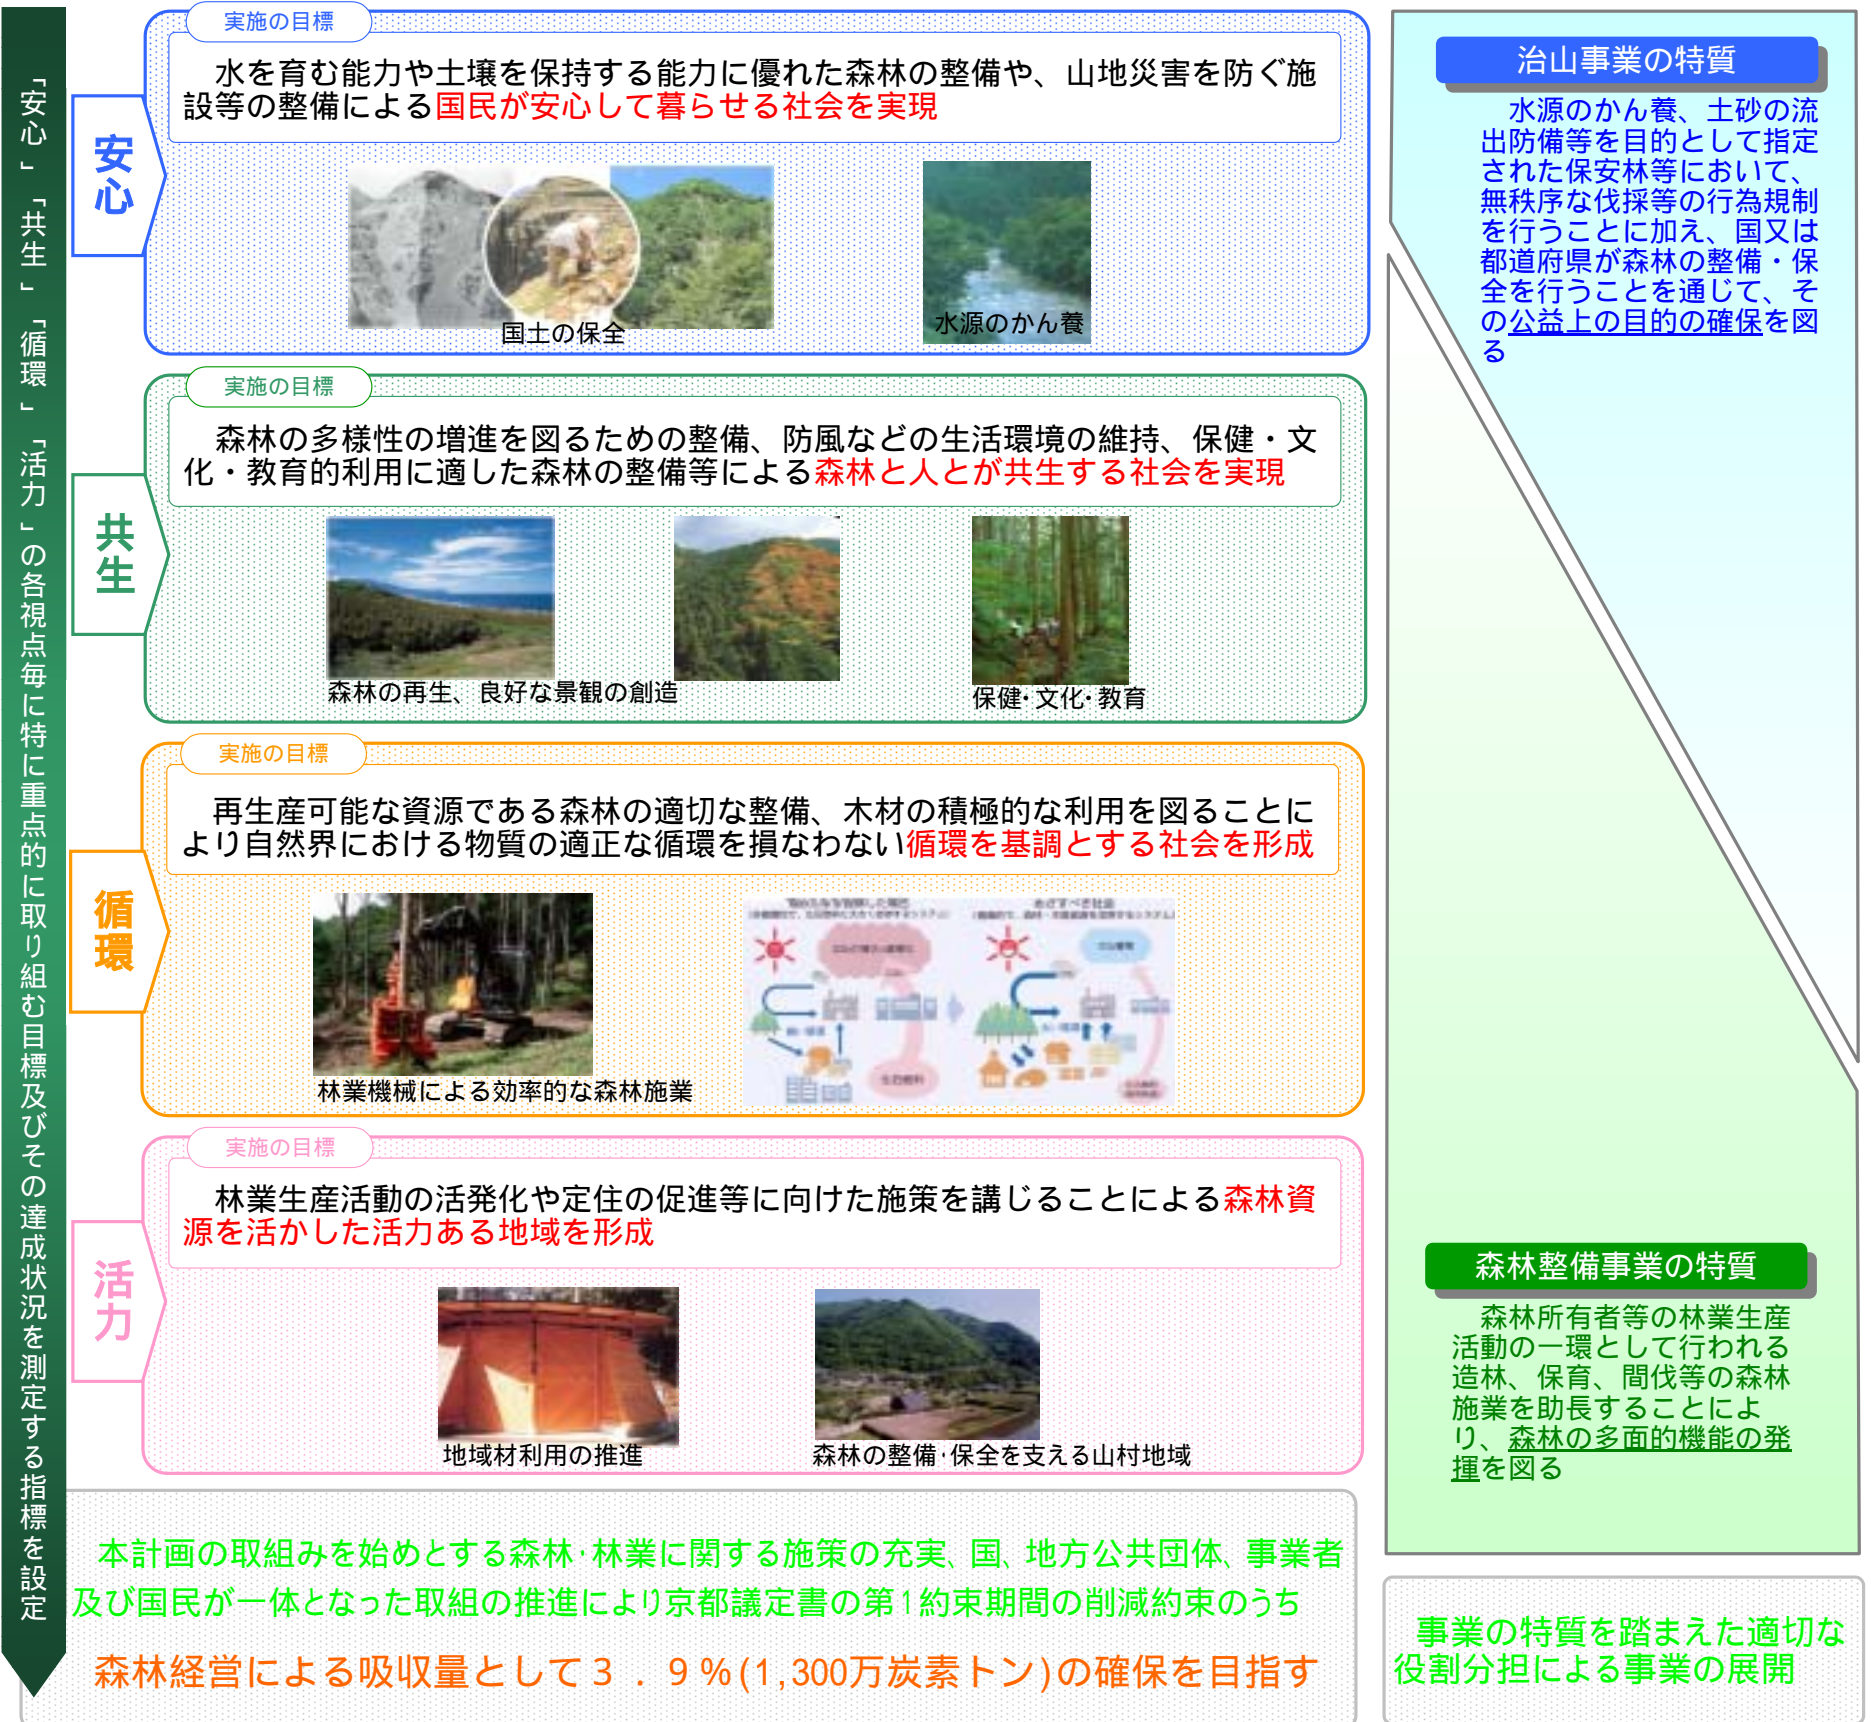 「安心」「共生」「循環」「活力」の各視点毎に特に重点的に取り組む目標及びその達成状況を測定する指標を設定
実施の目標
安心
水を育む能力や土壌を保持する能力に優れた森林の整備や、山地災害を防ぐ施
設等の整備による国民が安心して暮らせる社会を実現
国土の保全
水源のかん養
実施の目標
共生
森林の多様性の増進を図るための整備、防風などの生活環境の維持、保健・文
化・教育的利用に適した森林の整備等による森林と人とが共生する社会を実現
森林の再生、良好な景観の創造
保健･文化･教育
実施の目標
循環
再生産可能な資源である森林の適切な整備、木材の積極的な利用を図ることに
より自然界における物質の適正な循環を損なわない循環を基調とする社会を形成
林業機械による効率的な森林施業
めざすべき社会
実施の目標
活力
林業生産活動の活発化や定住の促進等に向けた施策を講じることによる森林資
源を活かした活力ある地域を形成
地域材利用の推進
森林の整備･保全を支える山村地域
本計画の取組みを始めとする森林･林業に関する施策の充実、国、地方公共団体、事業者
及び国民が一体となった取組の推進により京都議定書の第1約束期間の削減約束のうち
森林経営による吸収量として３．９％(1,300万炭素トン)の確保を目指す
治山事業の特質
水源のかん養、土砂の流
出防備等を目的として指定
された保安林等において、
無秩序な伐採等の行為規制
を行うことに加え、国又は
都道府県が森林の整備・保
全を行うことを通じて、そ
の公益上の目的の確保を図
る
森林整備事業の特質
森林所有者等の林業生産
活動の一環として行われる
造林、保育、間伐等の森林
施業を助長することによ
り、森林の多面的機能の発
揮を図る
事業の特質を踏まえた適切な
役割分担による事業の展開